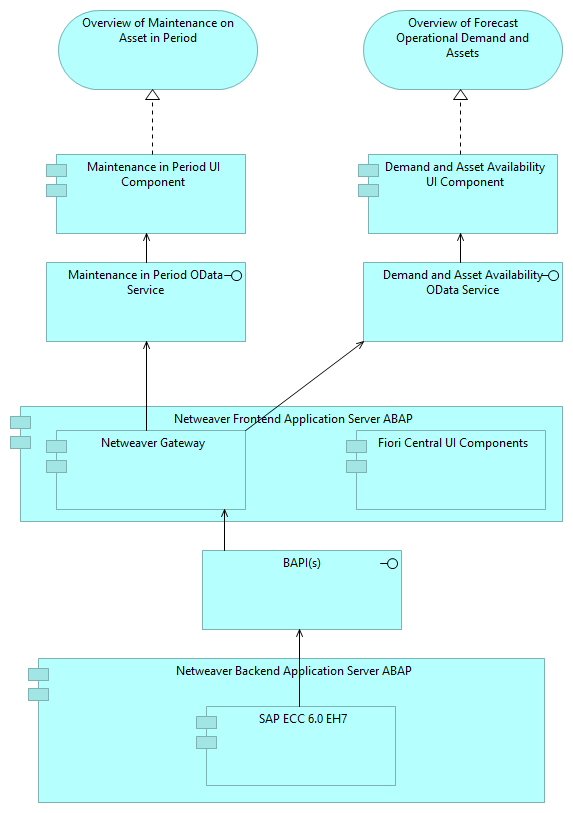 Overview of Maintenance on
Asset in Period
Overview of Forecast
Operational Demand and
Assets
Maintenance in Period UI
Component
Demand and Asset Availability
UI Component
Maintenance in Period OData
Service
Demand and Asset Availability
OData Service
Netweaver Frontend Application Server ABAP
Netweaver Gateway
Fiori Central UI Components
BAPI(s)
Netweaver Backend Application Server ABAP
SAP ECC 6.0 EH7